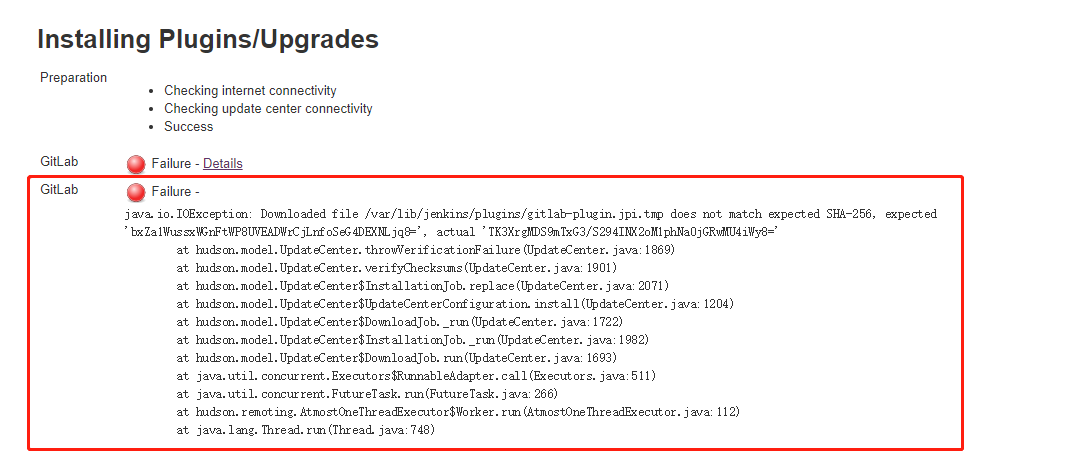 Installing Plugins/Upgrades
Preparation
Checking internet connectivity
Checking update center connectivity
Success
GitLab Failure - Details
GitLab Failure -
java.io.IOException: Downloaded file /var/lib/jenkins/plugins/gitlab-plugin.jpi.tmp does not match expected SHA-256, expected
'bxZa1WussxWGnFtWP8UVEADWrCjLnfoSeG4DEXNLjq8=', actual 'TK3XrgMDS9mTxG3/S294INX2oM1phNaOjGRwMU4iWy8='
at hudson.model.UpdateCenter.throwVerificationFailure(UpdateCenter.java:1869)
at hudson.model.UpdateCenter.verifyChecksums(UpdateCenter.java:1901)
at hudson.model.UpdateCenter$InstallationJob.replace(UpdateCenter.java:2071)
at hudson.model.UpdateCenter$UpdateCenterConfiguration.install(UpdateCenter.java:1204)
at hudson.model.UpdateCenter$DownloadJob._run(UpdateCenter.java:1722)
at hudson.model.UpdateCenter$InstallationJob._run(UpdateCenter.java:1982)
at hudson.model.UpdateCenter$DownloadJob.run(UpdateCenter.java:1693)
at java.util.concurrent.Executors$RunnableAdapter.call(Executors.java:511)
at java.util.concurrent.FutureTask.run(FutureTask.java:266)
at hudson.remoting.AtmostOneThreadExecutor$Worker.run(AtmostOneThreadExecutor.java:112)
at java.lang.Thread.run(Thread.java:748)